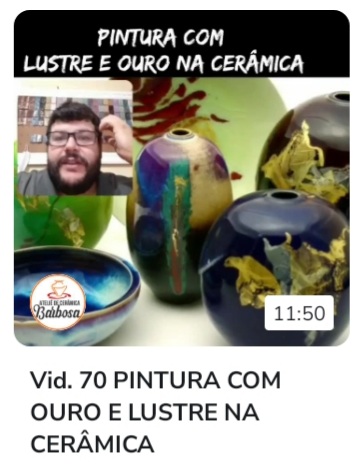 PINTURA COM
LUSTRE E OURO NA CERÂMICA
ATELIÊ DE CERÂMICA
Barbosa
11:50
Vid. 70 PINTURA COM
OURO E LUSTRE NA
CERÂMICA